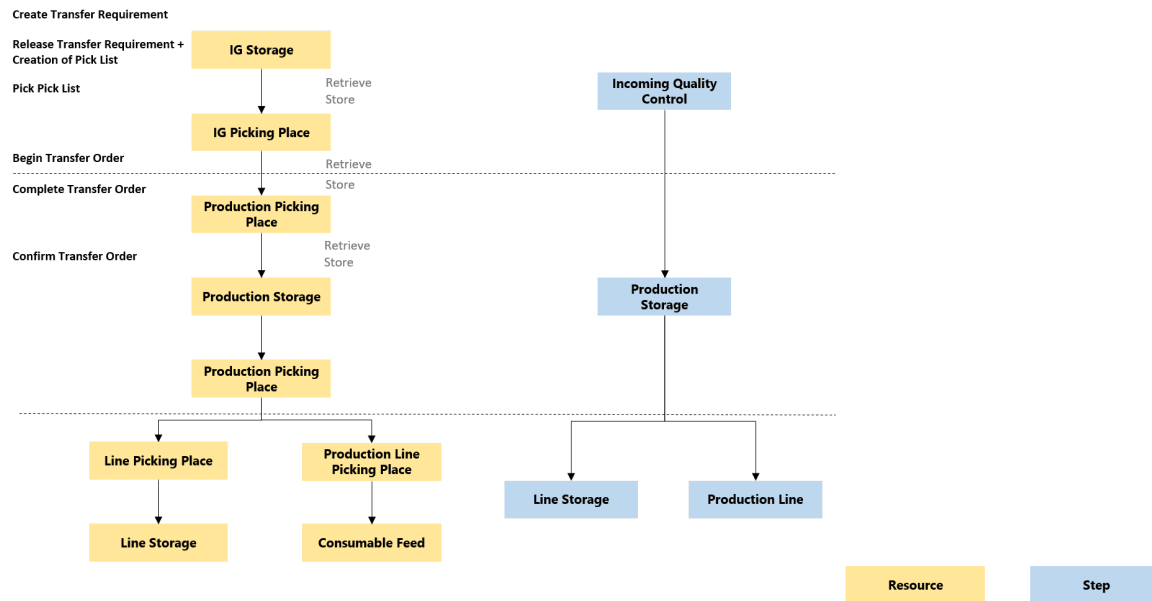 Create Transfer Requirement
Release Transfer Requirement +
Creation of Pick List
IG Storage
Pick Pick List
Retrieve
Store
Incoming Quality
Control
IG Picking Place
Begin Transfer Order
Retrieve
Complete Transfer Order
Store
Production Picking
Place
Confirm Transfer Order
Retrieve
Store
Production Storage
Production
Storage
Production Picking
Place
Line Picking Place
Production Line
Picking Place
Line Storage
Production Line
Line Storage
Consumable Feed
Resource
Step